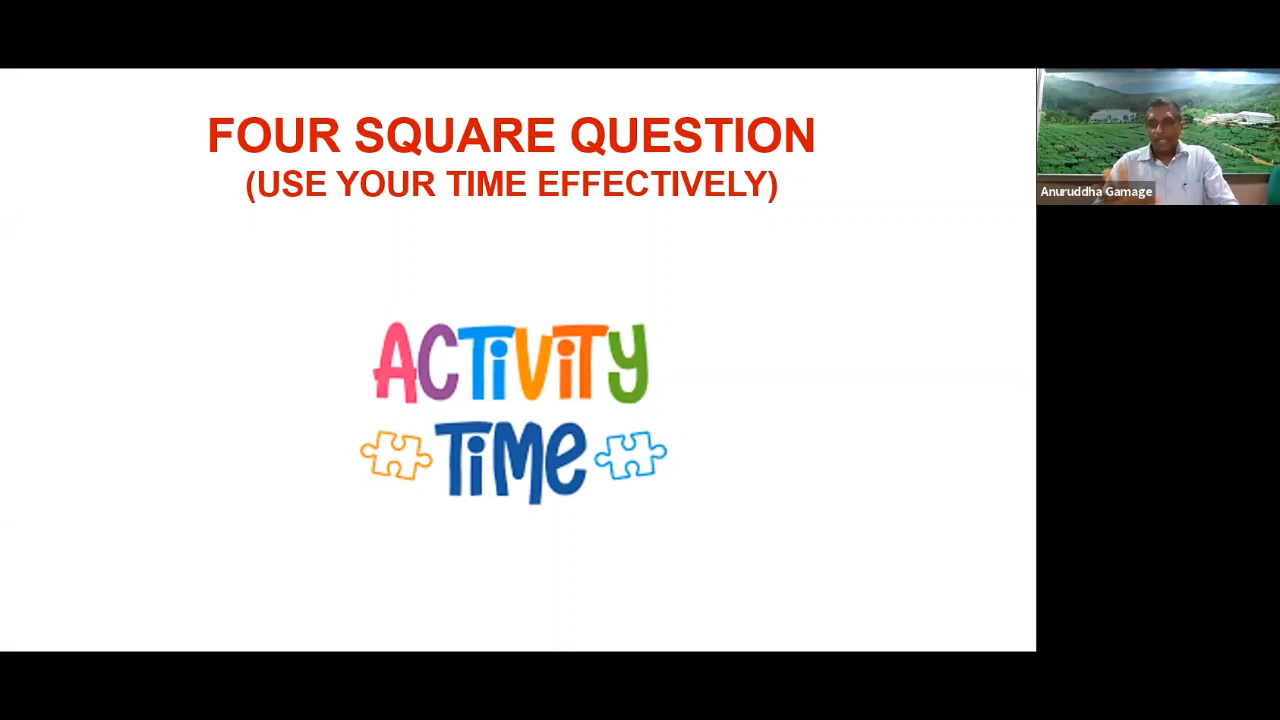 FOUR SQUARE QUESTION
(USE YOUR TIME EFFECTIVELY)
ACTiViTY
TiME
Anuruddha Gamage